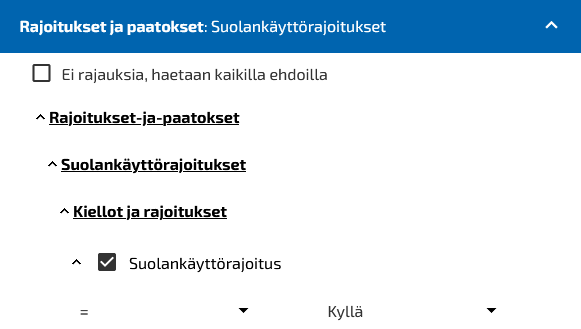 Rajoitukset ja paatokset: Suolankäyttörajoitukset
Ei rajauksia, haetaan kaikilla ehdoilla
Rajoitukset-ja-paatokset
Suolankäyttörajoitukset
Kiellot ja rajoitukset
Suolankäyttörajoitus
= Kyllä